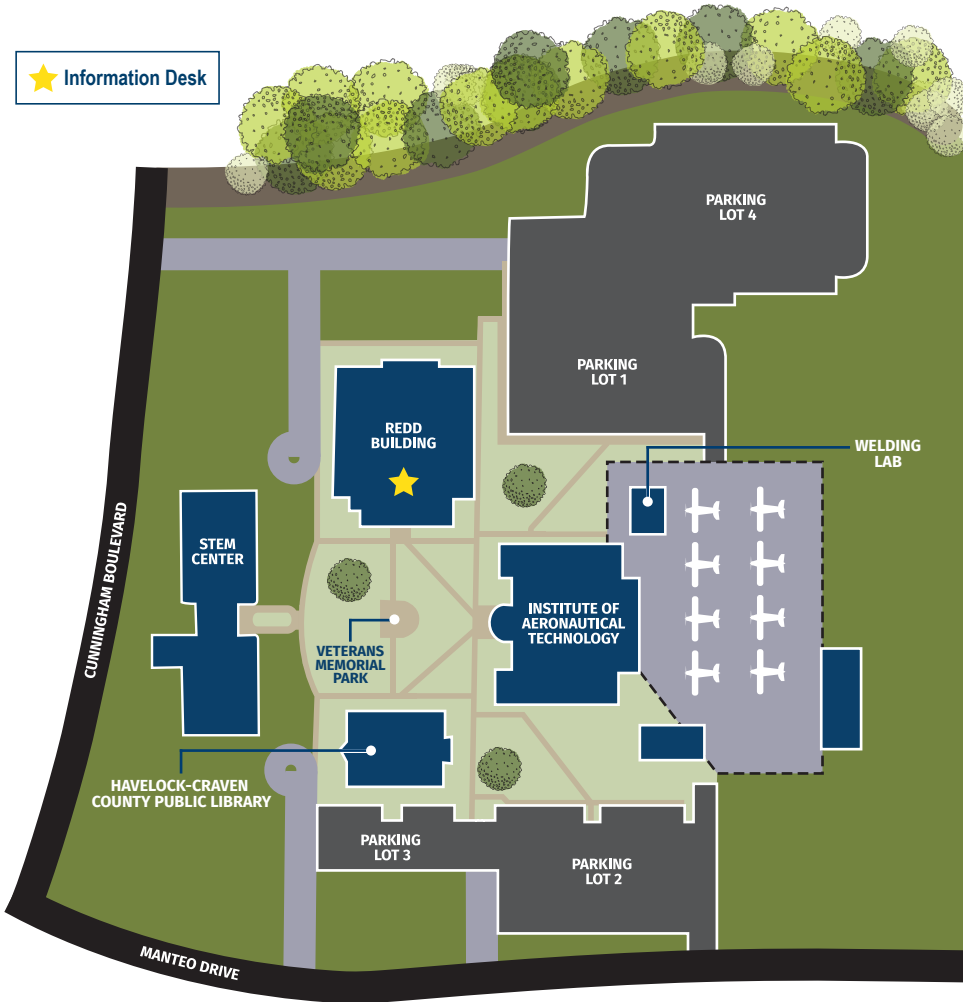 Information Desk
PARKING
LOT 4
PARKING
LOT 1
REDD
BUILDING
WELDING
LAB
CUNNINGHAM BOULEVARD
STEM
CENTER
INSTITUTE OF
AERONAUTICAL
TECHNOLOGY
VETERANS
MEMORIAL
PARK
HAVELOCK-CRAVEN
COUNTY PUBLIC LIBRARY
PARKING
LOT 3
PARKING
LOT 2
MANTEO DRIVE